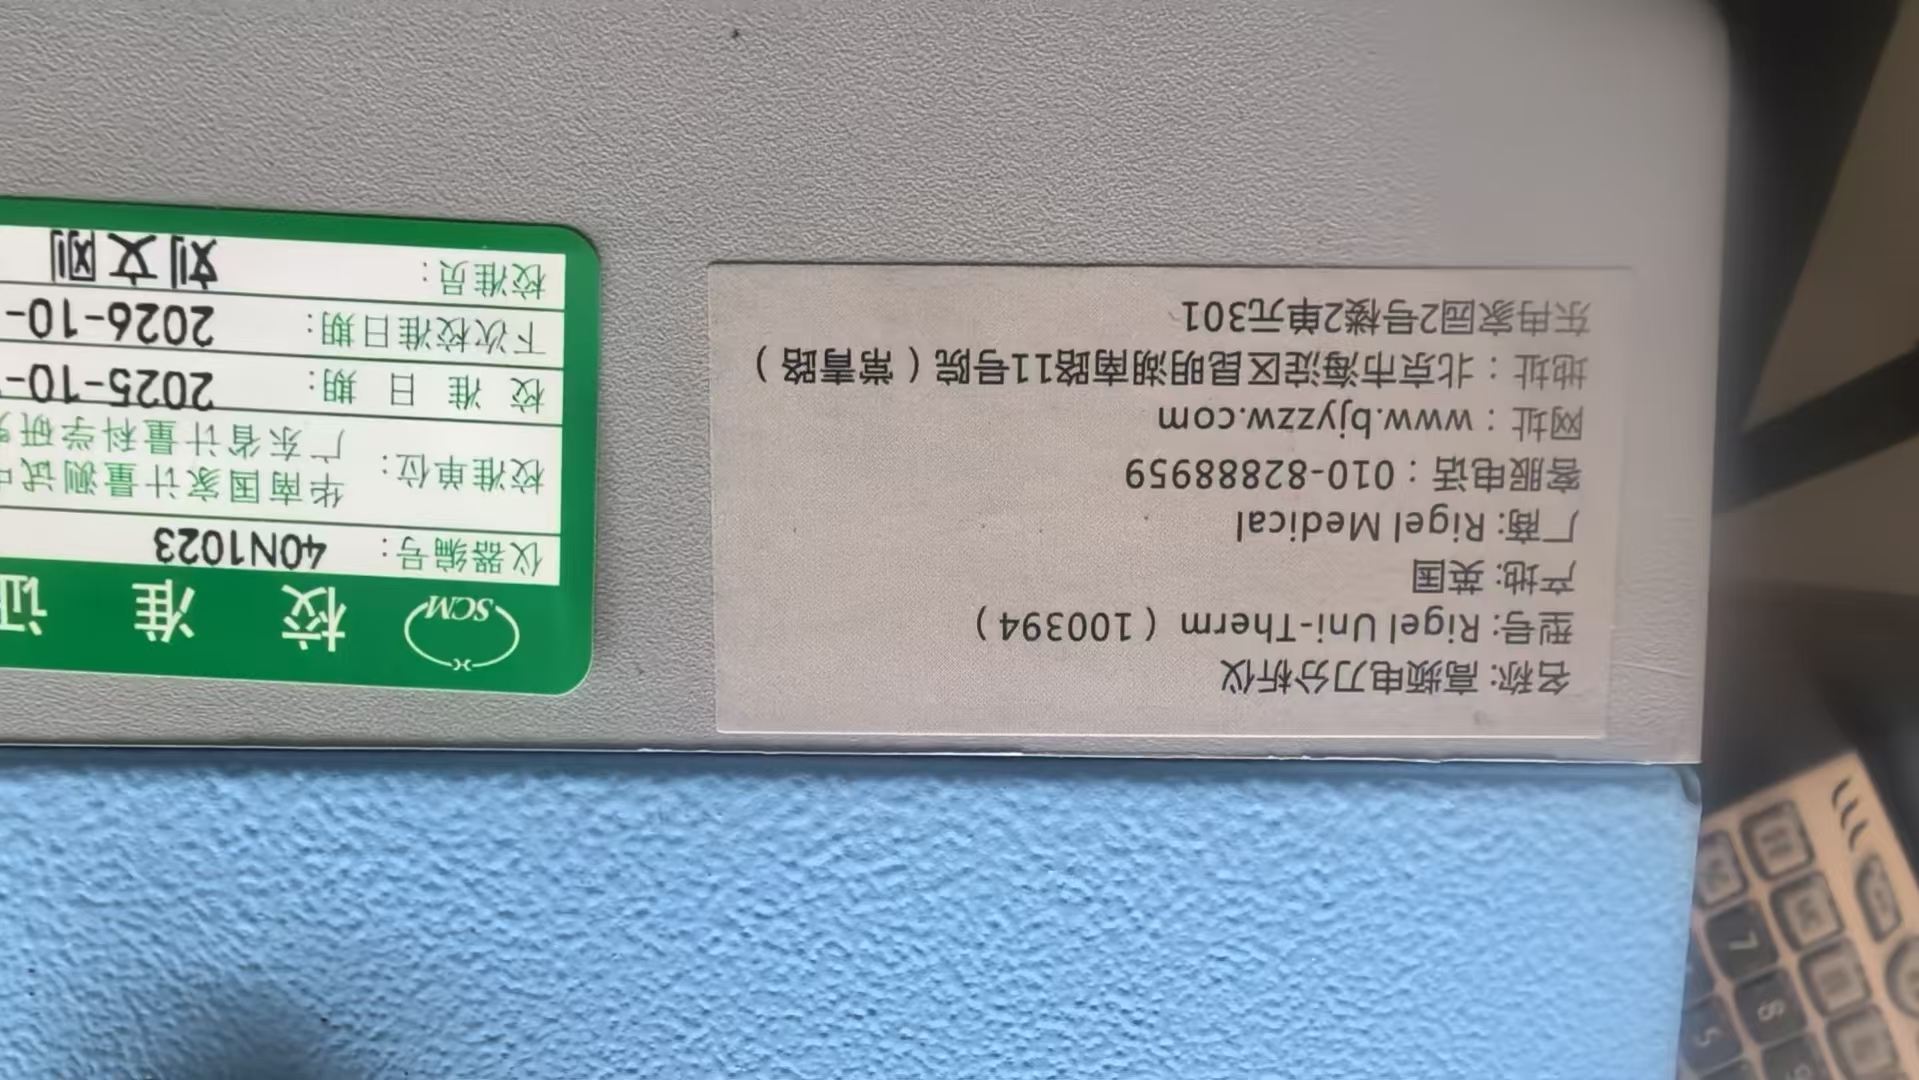 名称: 高频电刀分析仪
型号: Rigel Uni-Therm（100394）
产地: 英国
厂商: Rigel Medical
客服电话：010-82888959
网址：www.bjyzzw.com
地址：北京市海淀区昆明湖南路11号院（常青路）
东冉家园2号楼2单元301
SCM
校 准 证
仪器编号: 40N1023
校准单位: 华南国家计量测试中
广东省计量科学研究
校 准 日 期: 2025-10-
下次校准日期: 2026-10-
校准员: 刘文刚
7
8
5
9